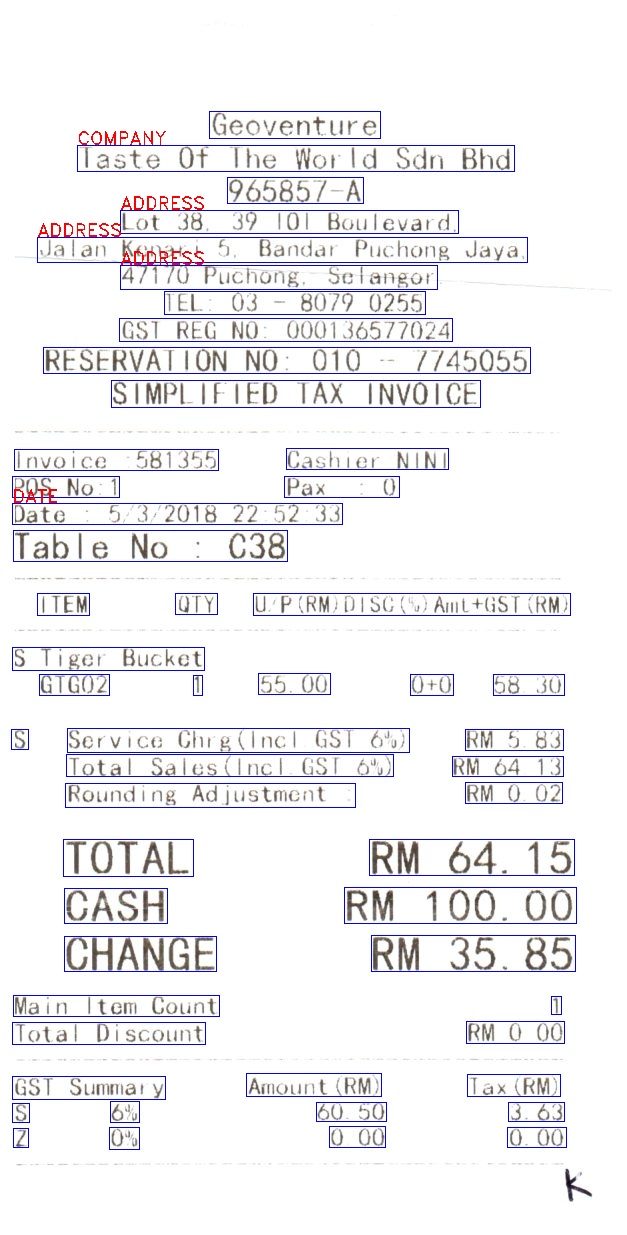 Geoventure
COMPANY
Taste Of The World Sdn Bhd
965857-A
ADDRESS
Lot 38, 39 IOI Boulevard,
ADDRESS
Jalan Kenari 5, Bandar Puchong Jaya,
ADDRESS
47170 Puchong, Selangor
TEL: 03 - 8079 0255
GST REG NO: 000136577024
RESERVATION NO: 010 - 7745055
SIMPLIFIED TAX INVOICE
Invoice :581355 Cashier NINI
POS No:1 Pax : 0
DATE
Date : 5/3/2018 22:52:33
Table No : C38
ITEM QTY U/P(RM) DISC(%) Amt+GST(RM)
S Tiger Bucket
GTG02 1 55.00 0+0 58.30
S Service Chrg(Incl GST 6%) RM 5.83
Total Sales(Incl GST 6%) RM 64.13
Rounding Adjustment : RM 0.02
TOTAL RM 64.15
CASH RM 100.00
CHANGE RM 35.85
Main Item Count 1
Total Discount RM 0.00
GST Summary Amount(RM) Tax(RM)
S 6% 60.50 3.63
Z 0% 0.00 0.00
K